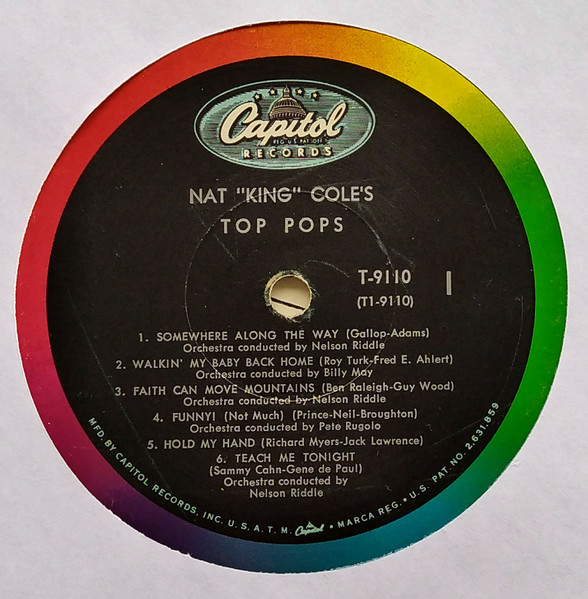 Capitol
REG. U.S. PAT. OFF.
RECORDS
NAT "KING" COLE'S
TOP POPS
T-9110
(T1-9110)
1
1. SOMEWHERE ALONG THE WAY (Gallop-Adams)
Orchestra conducted by Nelson Riddle
2. WALKIN' MY BABY BACK HOME (Roy Turk-Fred E. Ahlert)
Orchestra conducted by Billy May
3. FAITH CAN MOVE MOUNTAINS (Ben Raleigh-Guy Wood)
Orchestra conducted by Nelson Riddle
4. FUNNY! (Not Much) (Prince-Neil-Broughton)
Orchestra conducted by Pete Rugolo
5. HOLD MY HAND (Richard Myers-Jack Lawrence)
6. TEACH ME TONIGHT
(Sammy Cahn-Gene de Paul)
Orchestra conducted by
Nelson Riddle
MFD. BY CAPITOL RECORDS, INC. U.S.A. T.M. Capitol • MARCA REG. • U.S. PAT. NO. 2,631,859